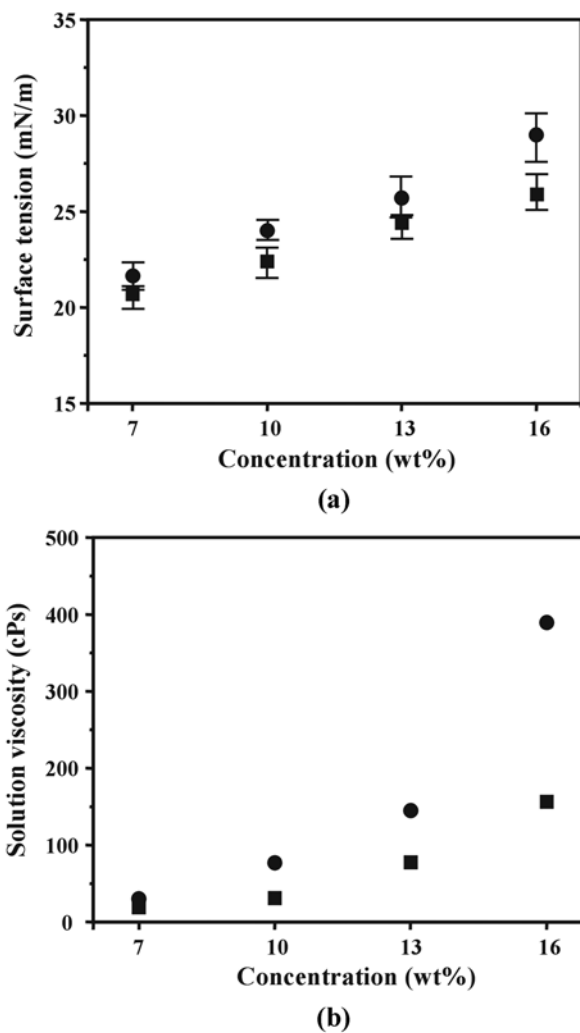 35
30
25
20
15
Surface tension (mN/m)
7 10 13 16
Concentration (wt%)
(a)
500
400
300
200
100
0
Solution viscosity (cPs)
7 10 13 16
Concentration (wt%)
(b)